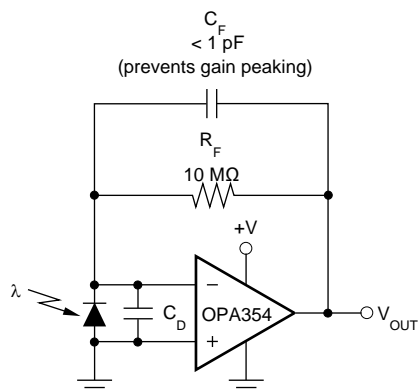 C_F
< 1 pF
(prevents gain peaking)
R_F
10 MΩ
+V
λ
−
OPA354
C_D
+
V_OUT